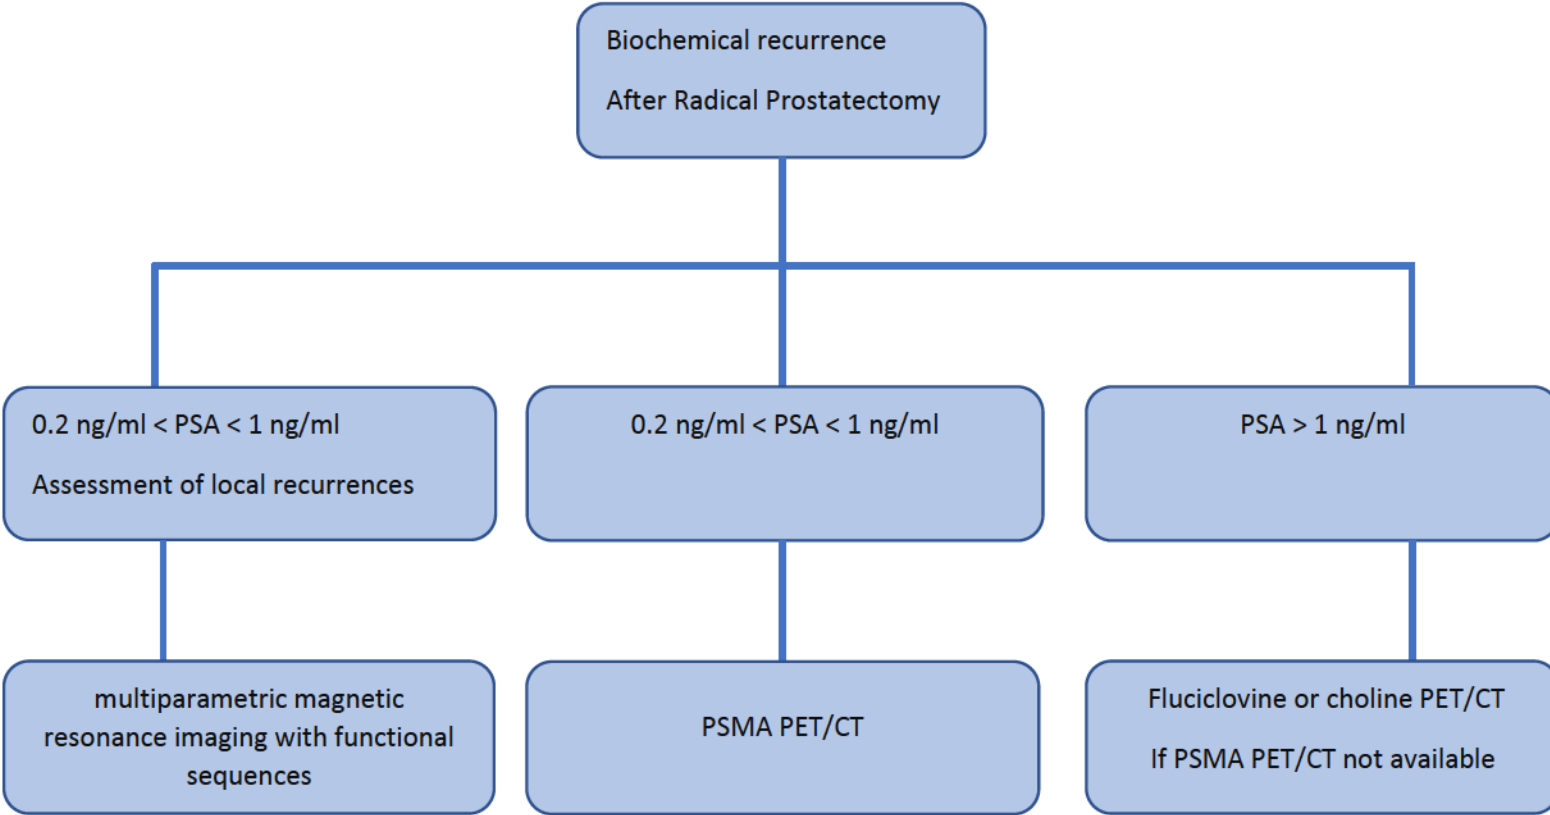 Biochemical recurrence
After Radical Prostatectomy
0.2 ng/ml < PSA < 1 ng/ml
Assessment of local recurrences
0.2 ng/ml < PSA < 1 ng/ml
PSA > 1 ng/ml
multiparametric magnetic
resonance imaging with functional
sequences
PSMA PET/CT
Fluciclovine or choline PET/CT
If PSMA PET/CT not available